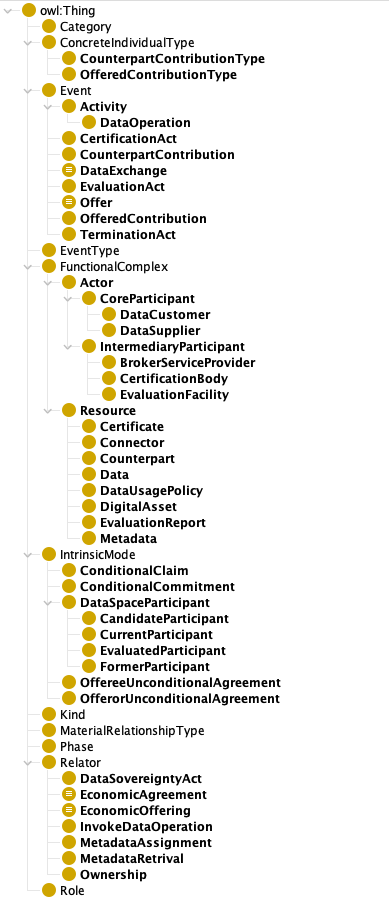 owl:Thing
Category
ConcreteIndividualType
CounterpartContributionType
OfferedContributionType
Event
Activity
DataOperation
CertificationAct
CounterpartContribution
DataExchange
EvaluationAct
Offer
OfferedContribution
TerminationAct
EventType
FunctionalComplex
Actor
CoreParticipant
DataCustomer
DataSupplier
IntermediaryParticipant
BrokerServiceProvider
CertificationBody
EvaluationFacility
Resource
Certificate
Connector
Counterpart
Data
DataUsagePolicy
DigitalAsset
EvaluationReport
Metadata
IntrinsicMode
ConditionalClaim
ConditionalCommitment
DataSpaceParticipant
CandidateParticipant
CurrentParticipant
EvaluatedParticipant
FormerParticipant
OffereeUnconditionalAgreement
OfferorUnconditionalAgreement
Kind
MaterialRelationshipType
Phase
Relator
DataSovereigntyAct
EconomicAgreement
EconomicOffering
InvokeDataOperation
MetadataAssignment
MetadataRetrival
Ownership
Role